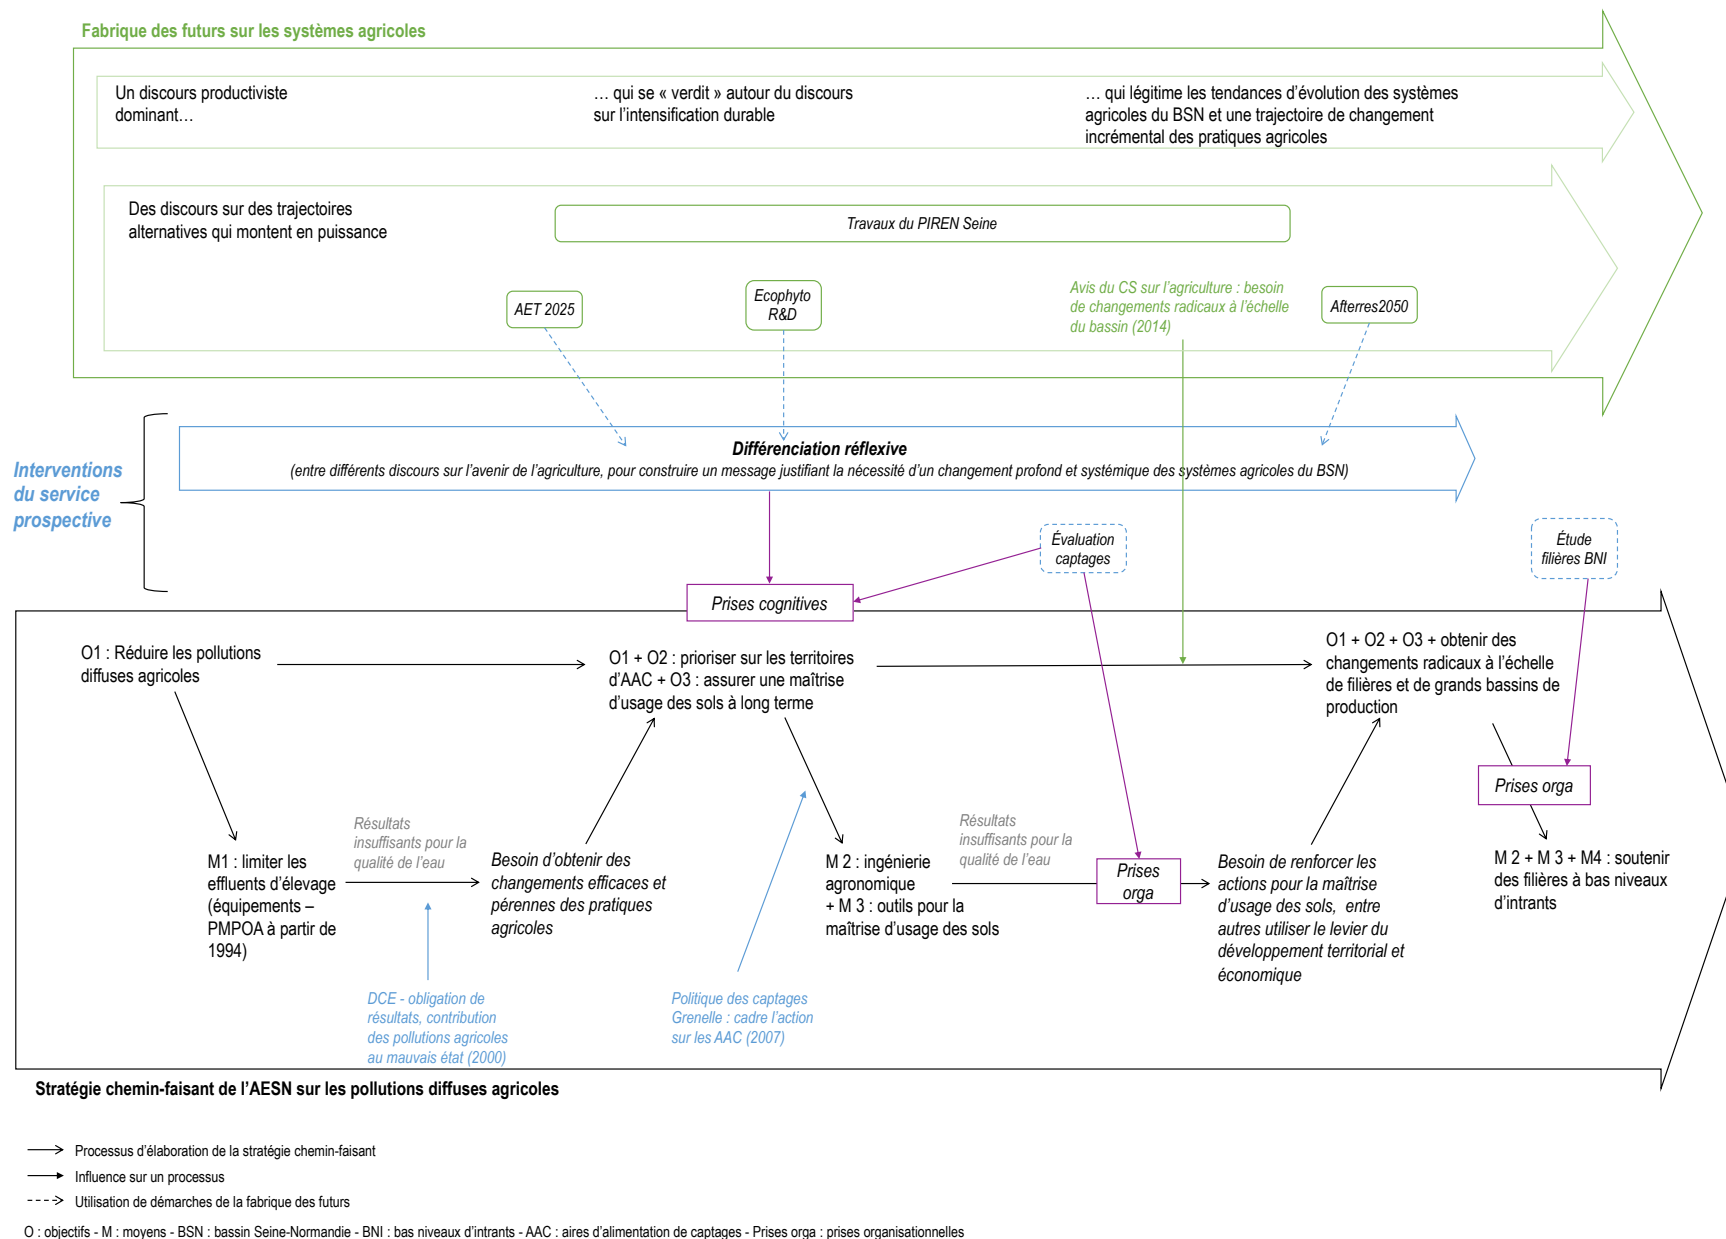 Fabrique des futurs sur les systèmes agricoles
Un discours productiviste
dominant…
… qui se « verdit » autour du discours
sur l’intensification durable
… qui légitime les tendances d’évolution des systèmes
agricoles du BSN et une trajectoire de changement
incrémental des pratiques agricoles
Des discours sur des trajectoires
alternatives qui montent en puissance
Travaux du PIREN Seine
AET 2025
Ecophyto
R&D
Avis du CS sur l’agriculture : besoin
de changements radicaux à l’échelle
du bassin (2014)
Afterres2050
Interventions
du service
prospective
Différenciation réflexive
(entre différents discours sur l’avenir de l’agriculture, pour construire un message justifiant la nécessité d’un changement profond et systémique des systèmes agricoles du BSN)
Évaluation
captages
Étude
filières BNI
Prises cognitives
O1 : Réduire les pollutions
diffuses agricoles
O1 + O2 : prioriser sur les territoires
d’AAC + O3 : assurer une maîtrise
d’usage des sols à long terme
O1 + O2 + O3 + obtenir des
changements radicaux à l’échelle
de filières et de grands bassins de
production
Prises orga
M1 : limiter les
effluents d’élevage
(équipements –
PMPOA à partir de
1994)
Résultats
insuffisants pour la
qualité de l’eau
Besoin d’obtenir des
changements efficaces et
pérennes des pratiques
agricoles
M 2 : ingénierie
agronomique
+ M 3 : outils pour la
maîtrise d’usage des sols
Résultats
insuffisants pour la
qualité de l’eau
Prises
orga
Besoin de renforcer les
actions pour la maîtrise
d’usage des sols, entre
autres utiliser le levier du
développement territorial et
économique
M 2 + M 3 + M4 : soutenir
des filières à bas niveaux
d’intrants
DCE - obligation de
résultats, contribution
des pollutions agricoles
au mauvais état (2000)
Politique des captages
Grenelle : cadre l’action
sur les AAC (2007)
Stratégie chemin-faisant de l’AESN sur les pollutions diffuses agricoles
Processus d’élaboration de la stratégie chemin-faisant
Influence sur un processus
Utilisation de démarches de la fabrique des futurs
O : objectifs - M : moyens - BSN : bassin Seine-Normandie - BNI : bas niveaux d’intrants - AAC : aires d’alimentation de captages - Prises orga : prises organisationnelles